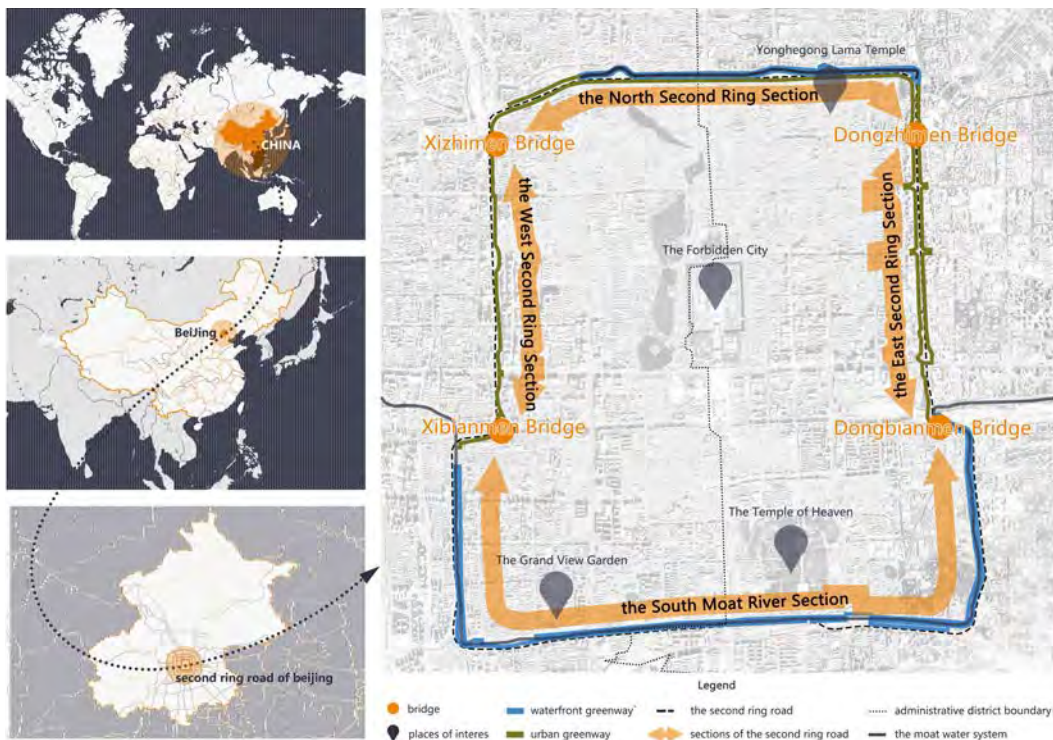 CHINA
BeiJing
second ring road of beijing
Yonghegong Lama Temple
the North Second Ring Section
Xizhimen Bridge
Dongzhimen Bridge
the West Second Ring Section
The Forbidden City
the East Second Ring Section
Xibianmen Bridge
Dongbianmen Bridge
The Temple of Heaven
The Grand View Garden
the South Moat River Section
Legend
bridge
waterfront greenway
the second ring road
administrative district boundary
places of interes
urban greenway
sections of the second ring road
the moat water system